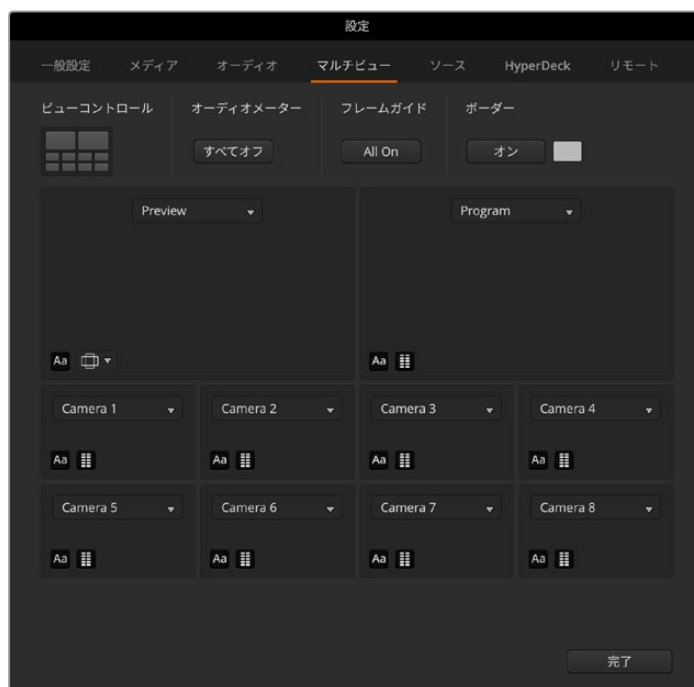 設定
一般設定 メディア オーディオ マルチビュー ソース HyperDeck リモート
ビューコントロール オーディオメーター フレームガイド ボーダー
すべてオフ All On オン
Preview Program
Aa Aa
Camera 1 Camera 2 Camera 3 Camera 4
Aa Aa Aa Aa
Camera 5 Camera 6 Camera 7 Camera 8
Aa Aa Aa Aa
完了